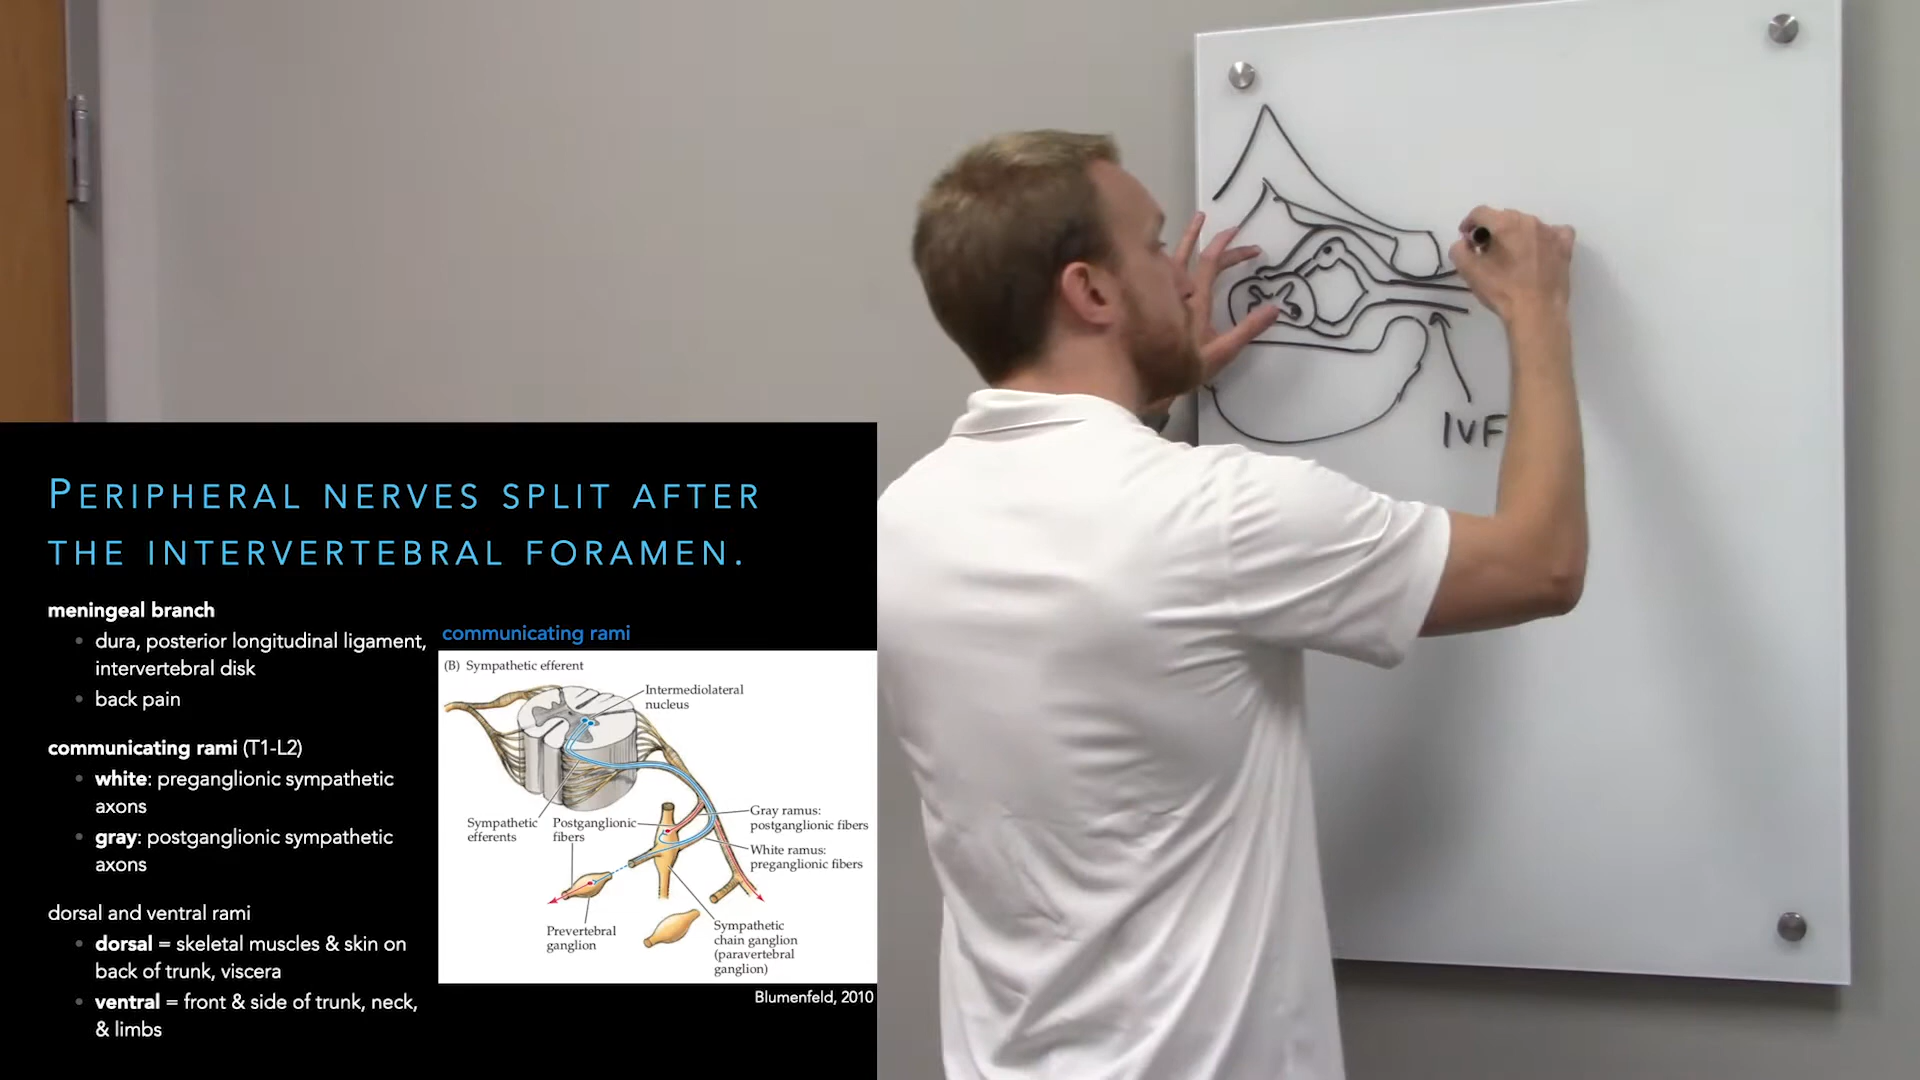 PERIPHERAL NERVES SPLIT AFTER
THE INTERVERTEBRAL FORAMEN.
meningeal branch
• dura, posterior longitudinal ligament,
intervertebral disk
• back pain
communicating rami (T1-L2)
• white: preganglionic sympathetic
axons
• gray: postganglionic sympathetic
axons
dorsal and ventral rami
• dorsal = skeletal muscles & skin on
back of trunk, viscera
• ventral = front & side of trunk, neck,
& limbs
communicating rami
(B) Sympathetic efferent
Intermediolateral
nucleus
Sympathetic
efferents
Postganglionic
fibers
Gray ramus:
postganglionic fibers
White ramus:
preganglionic fibers
Prevertebral
ganglion
Sympathetic
chain ganglion
(paravertebral
ganglion)
Blumenfeld, 2010
IVF